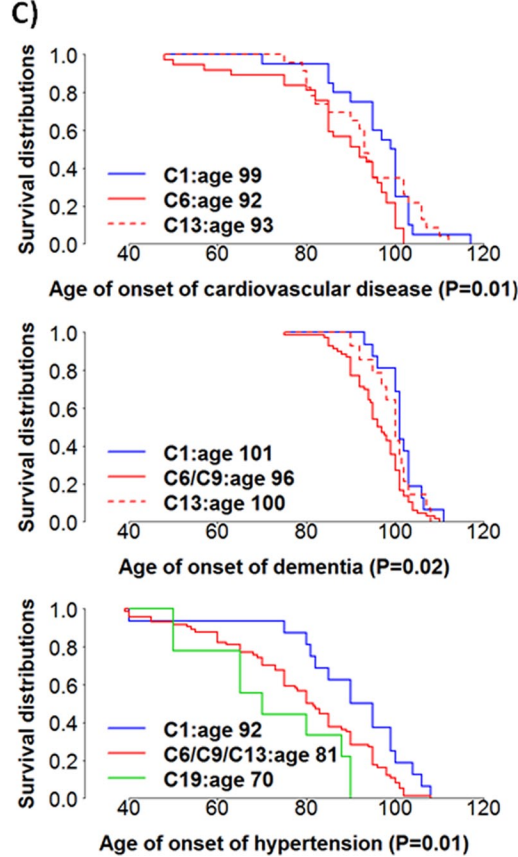 C)
Survival distributions
1.0
0.8
0.6
0.4
0.2
0.0
C1:age 99
C6:age 92
C13:age 93
40 60 80 100 120
Age of onset of cardiovascular disease (P=0.01)
Survival distributions
1.0
0.8
0.6
0.4
0.2
0.0
C1:age 101
C6/C9:age 96
C13:age 100
40 60 80 100 120
Age of onset of dementia (P=0.02)
Survival distributions
1.0
0.8
0.6
0.4
0.2
0.0
C1:age 92
C6/C9/C13:age 81
C19:age 70
40 60 80 100 120
Age of onset of hypertension (P=0.01)